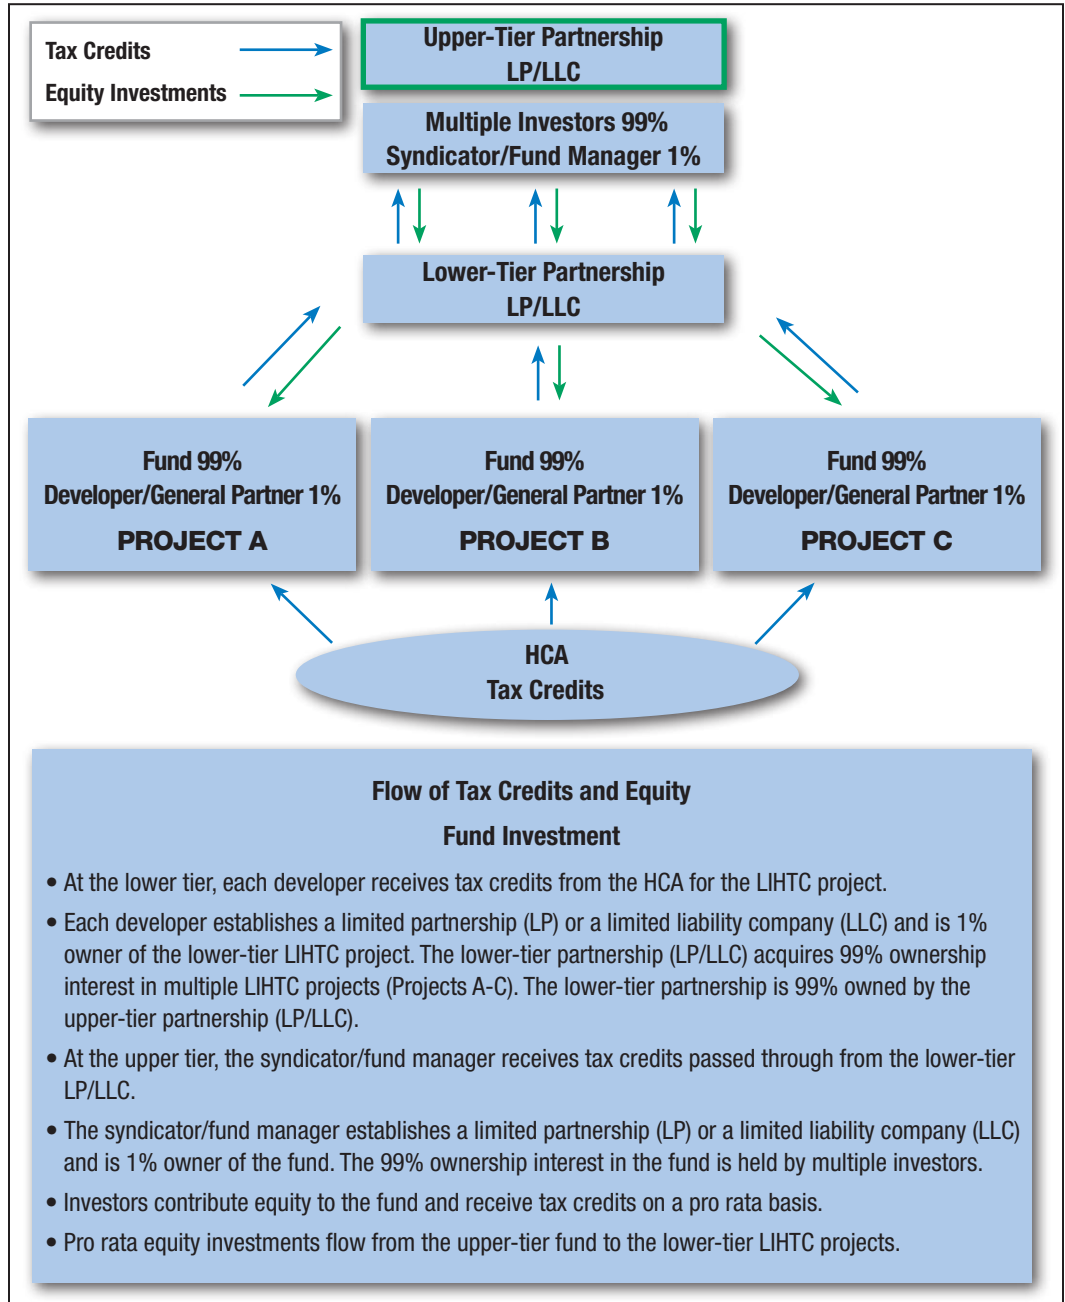 Tax Credits
Equity Investments
Upper-Tier Partnership
LP/LLC
Multiple Investors 99%
Syndicator/Fund Manager 1%
Lower-Tier Partnership
LP/LLC
Fund 99%
Developer/General Partner 1%
PROJECT A
Fund 99%
Developer/General Partner 1%
PROJECT B
Fund 99%
Developer/General Partner 1%
PROJECT C
HCA
Tax Credits
Flow of Tax Credits and Equity
Fund Investment
• At the lower tier, each developer receives tax credits from the HCA for the LIHTC project.
• Each developer establishes a limited partnership (LP) or a limited liability company (LLC) and is 1%
owner of the lower-tier LIHTC project. The lower-tier partnership (LP/LLC) acquires 99% ownership
interest in multiple LIHTC projects (Projects A-C). The lower-tier partnership is 99% owned by the
upper-tier partnership (LP/LLC).
• At the upper tier, the syndicator/fund manager receives tax credits passed through from the lower-tier
LP/LLC.
• The syndicator/fund manager establishes a limited partnership (LP) or a limited liability company (LLC)
and is 1% owner of the fund. The 99% ownership interest in the fund is held by multiple investors.
• Investors contribute equity to the fund and receive tax credits on a pro rata basis.
• Pro rata equity investments flow from the upper-tier fund to the lower-tier LIHTC projects.